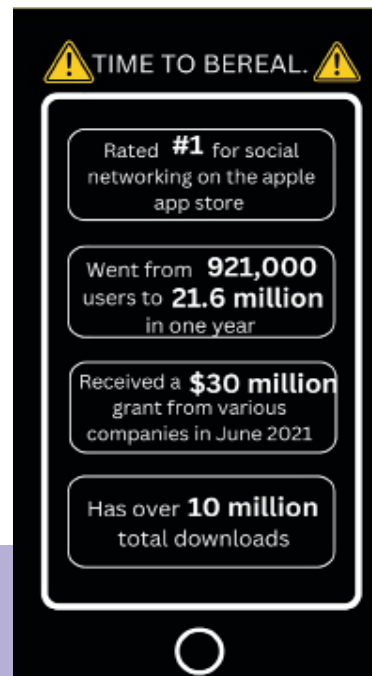 TIME TO BEREAL.
Rated #1 for social
networking on the apple
app store
Went from 921,000
users to 21.6 million
in one year
Received a $30 million
grant from various
companies in June 2021
Has over 10 million
total downloads